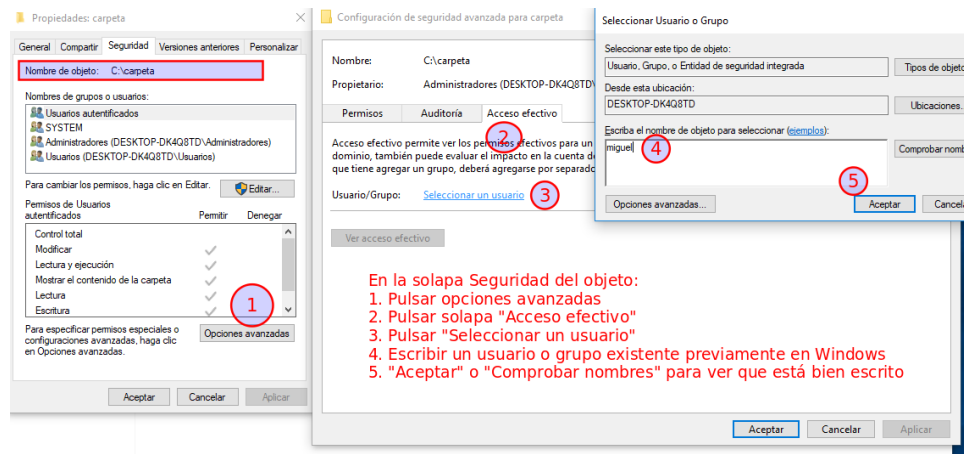 Propiedades: carpeta
General Compartir Seguridad Versiones anteriores Personalizar
Nombre de objeto: C:\carpeta
Nombres de grupos o usuarios:
Usuarios autentificados
SYSTEM
Administradores (DESKTOP-DK4Q8TD\Administradores)
Usuarios (DESKTOP-DK4Q8TD\Usuarios)
Para cambiar los permisos, haga clic en Editar.
Editar...
Permisos de Usuarios
autentificados Permitir Denegar
Control total
Modificar
Lectura y ejecución
Mostrar el contenido de la carpeta
Lectura
Escritura
1
Para especificar permisos especiales o
configuraciones avanzadas, haga clic
en Opciones avanzadas.
Opciones avanzadas
Aceptar Cancelar Aplicar
Configuración de seguridad avanzada para carpeta
Nombre: C:\carpeta
Propietario: Administradores (DESKTOP-DK4Q8TD\
Permisos Auditoría Acceso efectivo
2
Acceso efectivo permite ver los permisos efectivos para un
dominio, también puede evaluar el impacto en la cuenta de
que tiene agregar un grupo, deberá agregarse por separado
Usuario/Grupo: Seleccionar un usuario 3
Ver acceso efectivo
En la solapa Seguridad del objeto:
1. Pulsar opciones avanzadas
2. Pulsar solapa "Acceso efectivo"
3. Pulsar "Seleccionar un usuario"
4. Escribir un usuario o grupo existente previamente en Windows
5. "Aceptar" o "Comprobar nombres" para ver que está bien escrito
Aceptar Cancelar Aplicar
Seleccionar Usuario o Grupo
Seleccionar este tipo de objeto:
Usuario, Grupo, o Entidad de seguridad integrada Tipos de objeto
Desde esta ubicación:
DESKTOP-DK4Q8TD Ubicaciones.
Escriba el nombre de objeto para seleccionar (ejemplos):
miguel 4 Comprobar nomb
5
Opciones avanzadas... Aceptar Cancela